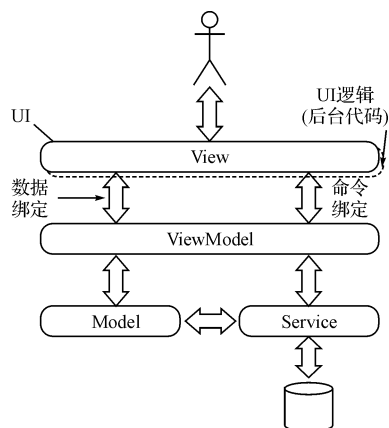 UI逻辑
(后台代码)
UI
View
数据
绑定
命令
绑定
ViewModel
Model
Service